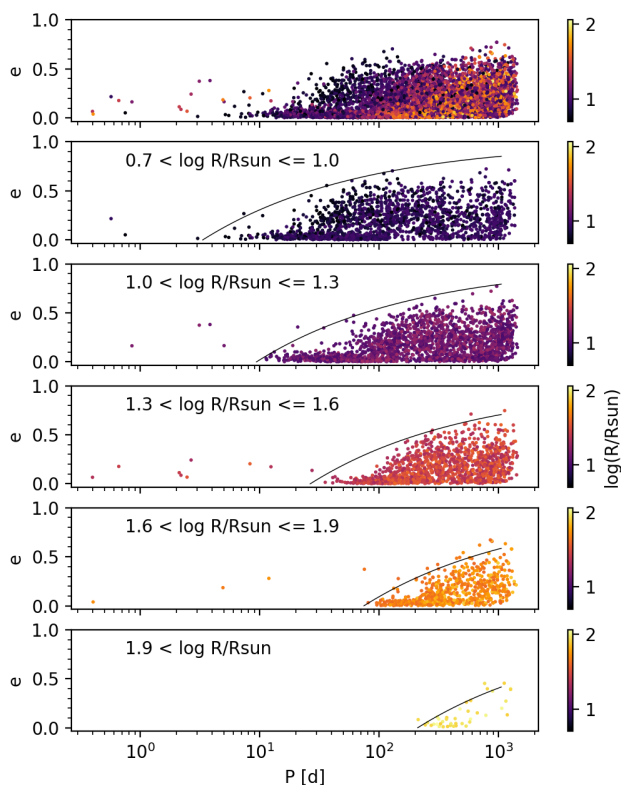 1.0
0.5
0.0
e
2
1
1.0
0.5
0.0
e
0.7 < log R/Rsun <= 1.0
2
1
1.0
0.5
0.0
e
1.0 < log R/Rsun <= 1.3
2
1
1.0
0.5
0.0
e
1.3 < log R/Rsun <= 1.6
2
1
log(R/Rsun)
1.0
0.5
0.0
e
1.6 < log R/Rsun <= 1.9
2
1
1.0
0.5
0.0
e
1.9 < log R/Rsun
2
1
10⁰ 10¹ 10² 10³
P [d]